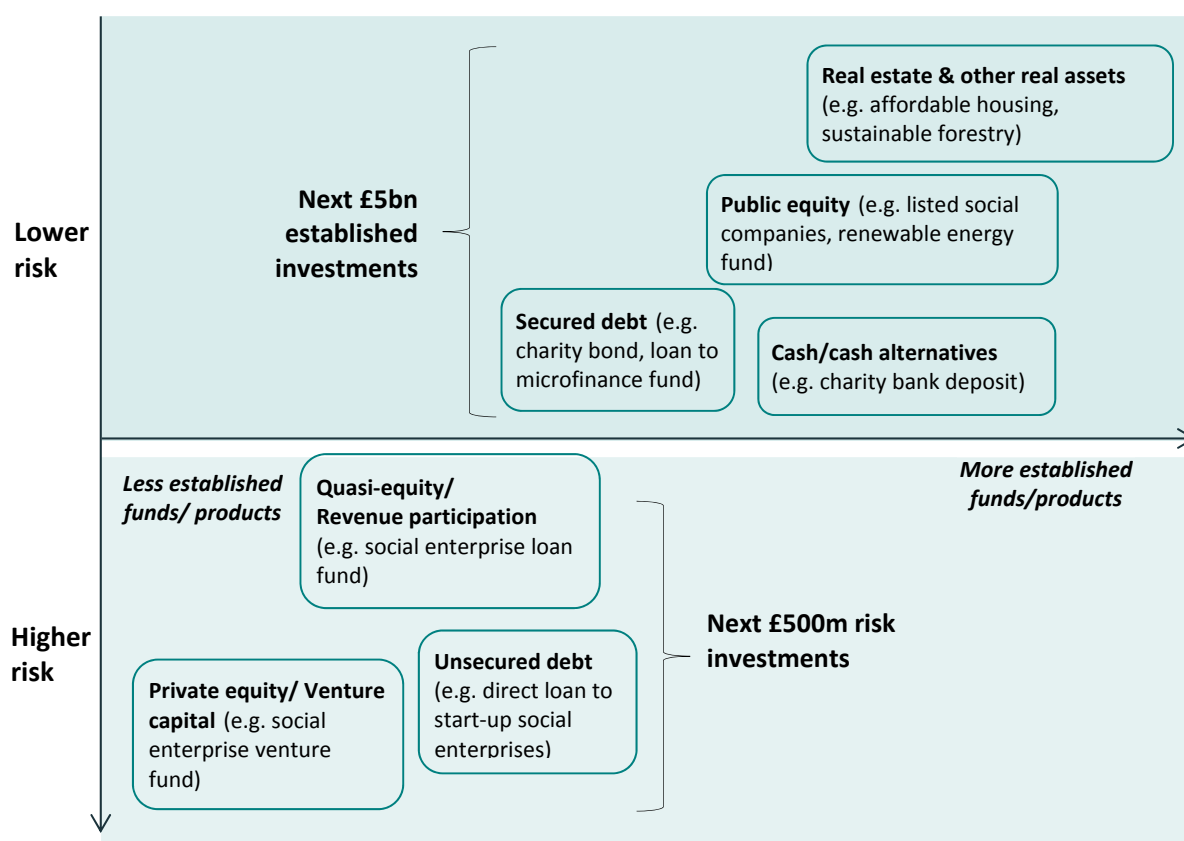 Real estate & other real assets
(e.g. affordable housing,
sustainable forestry)
Next £5bn
established
investments
Public equity (e.g. listed social
companies, renewable energy
fund)
Lower
risk
Secured debt (e.g.
charity bond, loan to
microfinance fund)
Cash/cash alternatives
(e.g. charity bank deposit)
Less established
funds/ products
Quasi-equity/
Revenue participation
(e.g. social enterprise loan
fund)
More established
funds/products
Higher
risk
Next £500m risk
investments
Unsecured debt
(e.g. direct loan to
start-up social
enterprises)
Private equity/ Venture
capital (e.g. social
enterprise venture
fund)